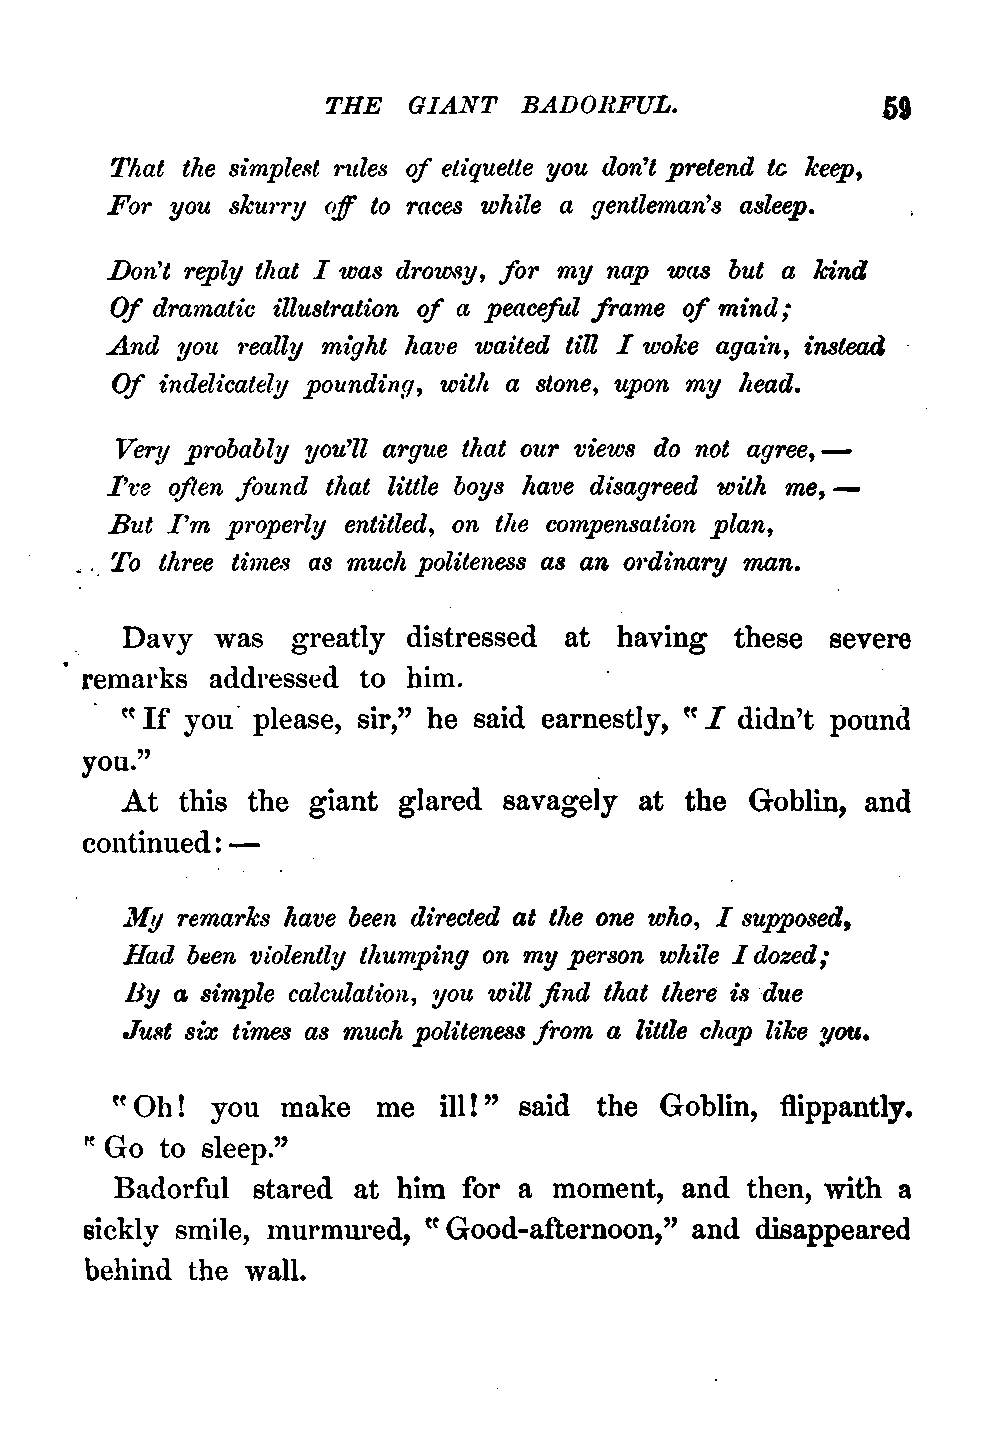 THE GIANT BADORFUL. 59
That the simplest rules of etiquette you don't pretend to keep,
For you skurry off to races while a gentleman's asleep.
Don't reply that I was drowsy, for my nap was but a kind
Of dramatic illustration of a peaceful frame of mind;
And you really might have waited till I woke again, instead
Of indelicately pounding, with a stone, upon my head.
Very probably you'll argue that our views do not agree,—
I've often found that little boys have disagreed with me,—
But I'm properly entitled, on the compensation plan,
To three times as much politeness as an ordinary man.
Davy was greatly distressed at having these severe
remarks addressed to him.
"If you please, sir," he said earnestly, "I didn't pound
you."
At this the giant glared savagely at the Goblin, and
continued:—
My remarks have been directed at the one who, I supposed,
Had been violently thumping on my person while I dozed;
By a simple calculation, you will find that there is due
Just six times as much politeness from a little chap like you.
"Oh! you make me ill!" said the Goblin, flippantly.
"Go to sleep."
Badorful stared at him for a moment, and then, with a
sickly smile, murmured, "Good-afternoon," and disappeared
behind the wall.